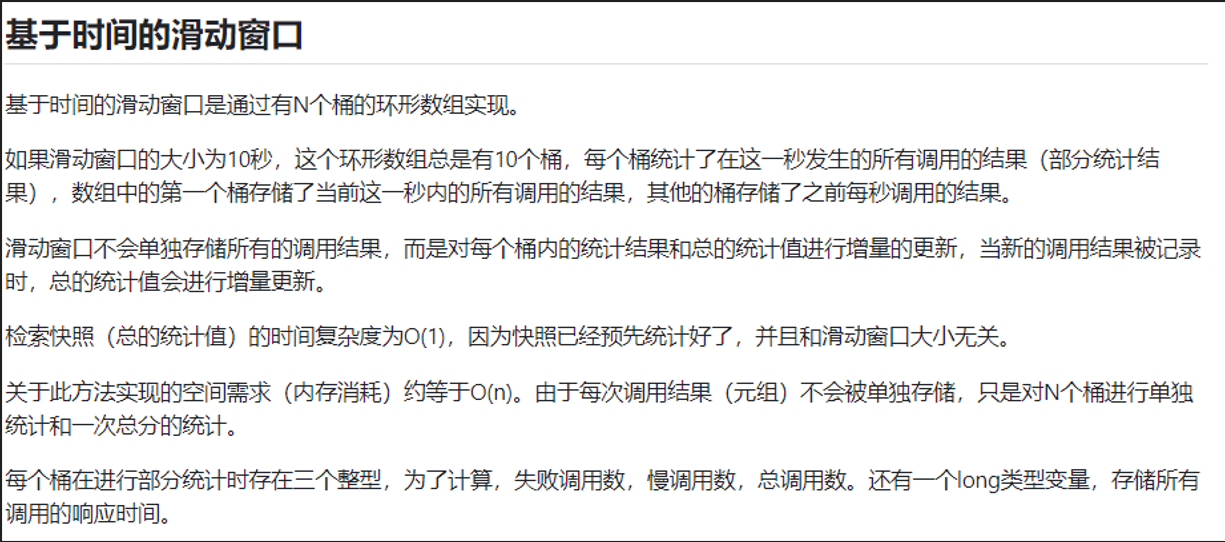 基于时间的滑动窗口
基于时间的滑动窗口是通过有N个桶的环形数组实现。
如果滑动窗口的大小为10秒，这个环形数组总是有10个桶，每个桶统计了在这一秒发生的所有调用的结果（部分统计结
果），数组中的第一个桶存储了当前这一秒内的所有调用的结果，其他的桶存储了之前每秒调用的结果。
滑动窗口不会单独存储所有的调用结果，而是对每个桶内的统计结果和总的统计值进行增量的更新，当新的调用结果被记录
时，总的统计值会进行增量更新。
检索快照（总的统计值）的时间复杂度为O(1)，因为快照已经预先统计好了，并且和滑动窗口大小无关。
关于此方法实现的空间需求（内存消耗）约等于O(n)。由于每次调用结果（元组）不会被单独存储，只是对N个桶进行单独
统计和一次总分的统计。
每个桶在进行部分统计时存在三个整型，为了计算，失败调用数，慢调用数，总调用数。还有一个long类型变量，存储所有
调用的响应时间。